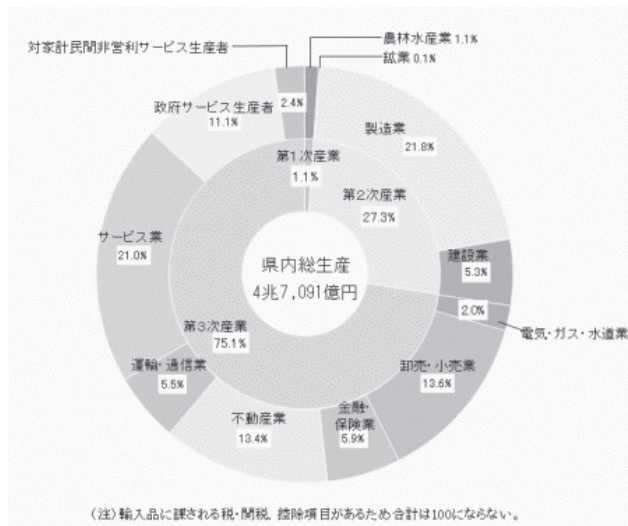 農林水産業 1.1%
対家計民間非営利サービス生産者
鉱業 0.1%
政府サービス生産者
11.1%
2.4%
製造業
21.8%
第1次産業
1.1%
第2次産業
27.3%
サービス業
21.0%
県内総生産
4兆7,091億円
建設業
5.3%
2.0%
電気・ガス・水道業
第3次産業
75.1%
運輸・通信業
5.5%
卸売・小売業
13.6%
不動産業
13.4%
金融・
保険業
5.9%
(注)輸入品に課される税・関税、控除項目があるため合計は100にならない。